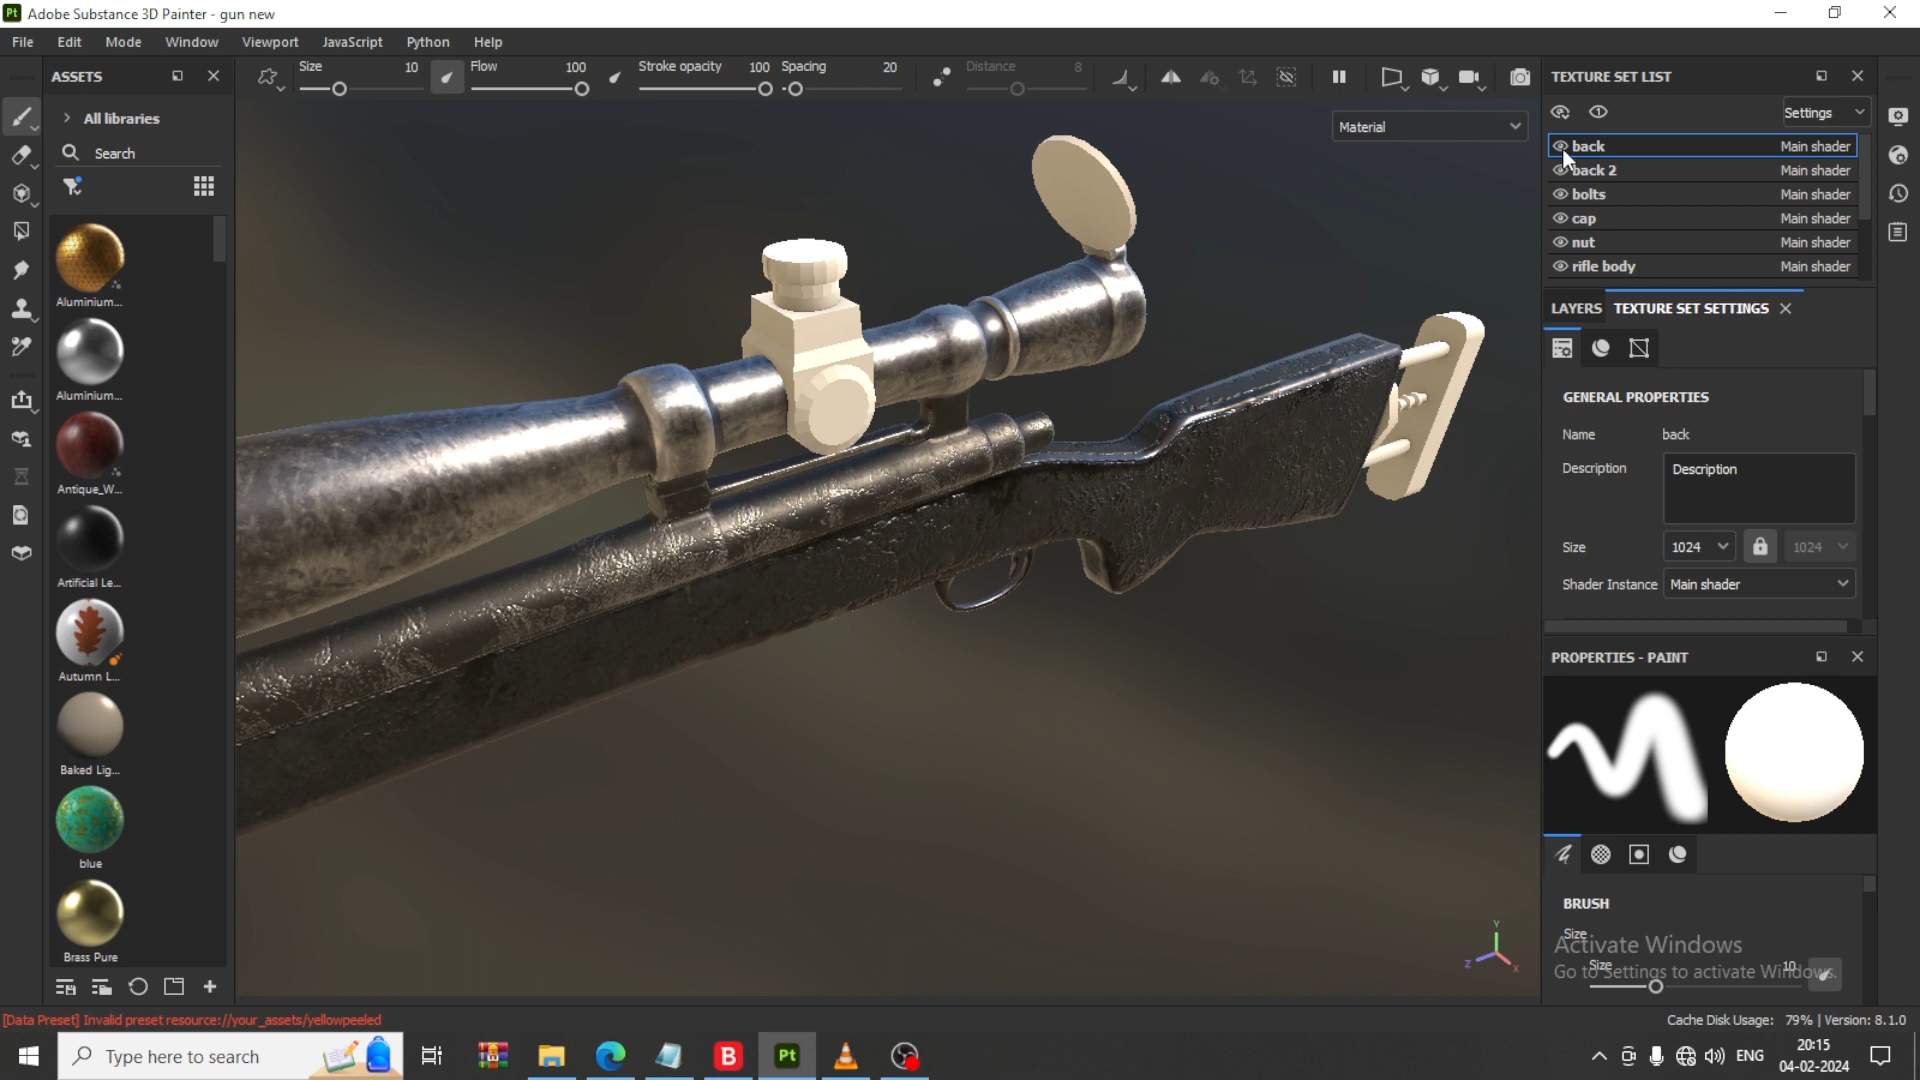 Adobe Substance 3D Painter - gun new
File Edit Mode Window Viewport JavaScript Python Help
ASSETS
Size 10 Flow 100 Stroke opacity 100 Spacing 20 Distance 8
TEXTURE SET LIST
All libraries
Settings
Material
Search
back Main shader
back 2 Main shader
bolts Main shader
cap Main shader
nut Main shader
rifle body Main shader
Aluminium...
Aluminium...
Antique_W...
Artificial Le...
Autumn L...
Baked Lig...
blue
Brass Pure
LAYERS TEXTURE SET SETTINGS
GENERAL PROPERTIES
Name back
Description Description
Size 1024 1024
Shader Instance Main shader
PROPERTIES - PAINT
BRUSH
Size
Size 10
Activate Windows
Go to Settings to activate Windows.
Y
Z X
[Data Preset] Invalid preset resource://your_assets/yellowpeeled
Cache Disk Usage: 79% | Version: 8.1.0
Type here to search
B
Pt
ENG
20:15
04-02-2024